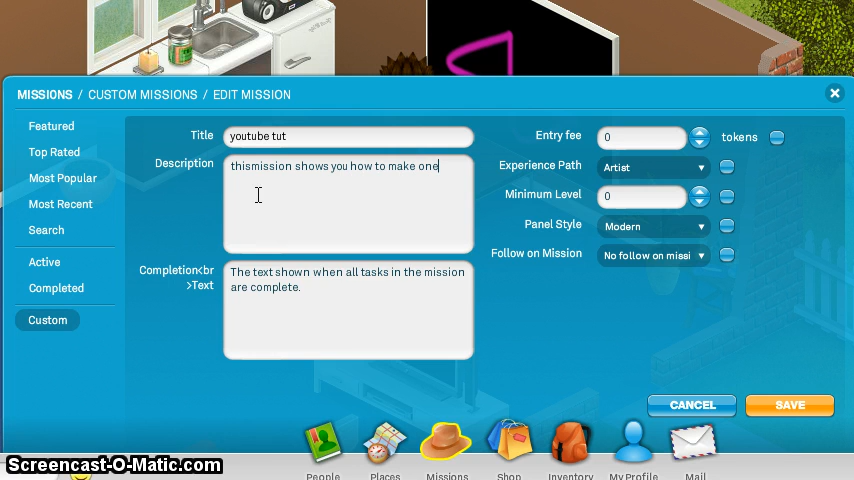 MISSIONS / CUSTOM MISSIONS / EDIT MISSION
Featured
Top Rated
Most Popular
Most Recent
Search
Active
Completed
Custom
Title
youtube tut
Description
thismission shows you how to make one
Completion<br
>Text
The text shown when all tasks in the mission
are complete.
Entry fee
0
tokens
Experience Path
Artist
Minimum Level
0
Panel Style
Modern
Follow on Mission
No follow on missi
CANCEL
SAVE
People
Places
Missions
Shop
Inventory
My Profile
Mail
Screencast-O-Matic.com